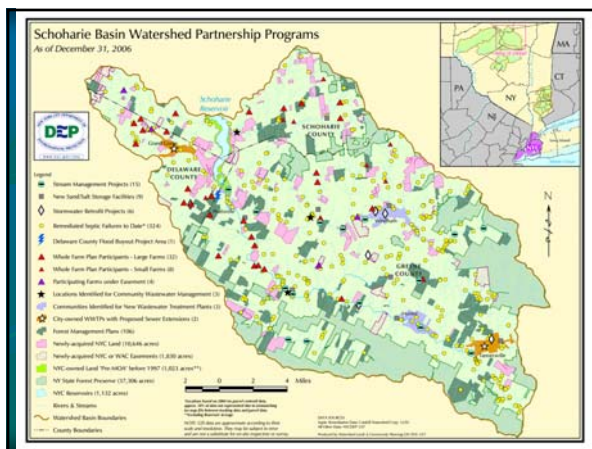 Schoharie Basin Watershed Partnership Programs
As of December 31, 2006
MA
CT
NY
PA
NJ
DEP
Schoharie
Reservoir
SCHOHARIE
COUNTY
DELAWARE
COUNTY
GREENE
COUNTY
Tannersville
Legend
Stream Management Projects (15)
New Sand/Salt Storage Facilities (9)
Stormwater Retrofit Projects (6)
Remediated Septic Failures to Date* (324)
Delaware County Flood Buyout Project Area (1)
Whole Farm Plan Participants - Large Farms (32)
Whole Farm Plan Participants - Small Farms (8)
Participating Farms under Easement (4)
Locations Identified for Community Wastewater Management (3)
Communities Identified for New Wastewater Treatment Plants (3)
City-owned WWTPs with Proposed Sewer Extensions (2)
Forest Management Plans (106)
Newly-acquired NYC Land (10,646 acres)
Newly-acquired NYC or WAC Easements (1,830 acres)
NYC-owned Land 'Pre-MOA' before 1997 (1,023 acres**)
NY State Forest Preserve (37,306 acres)
NYC Reservoirs (1,132 acres)
Rivers & Streams
Watershed Basin Boundaries
County Boundaries
2 0 2 4 Miles